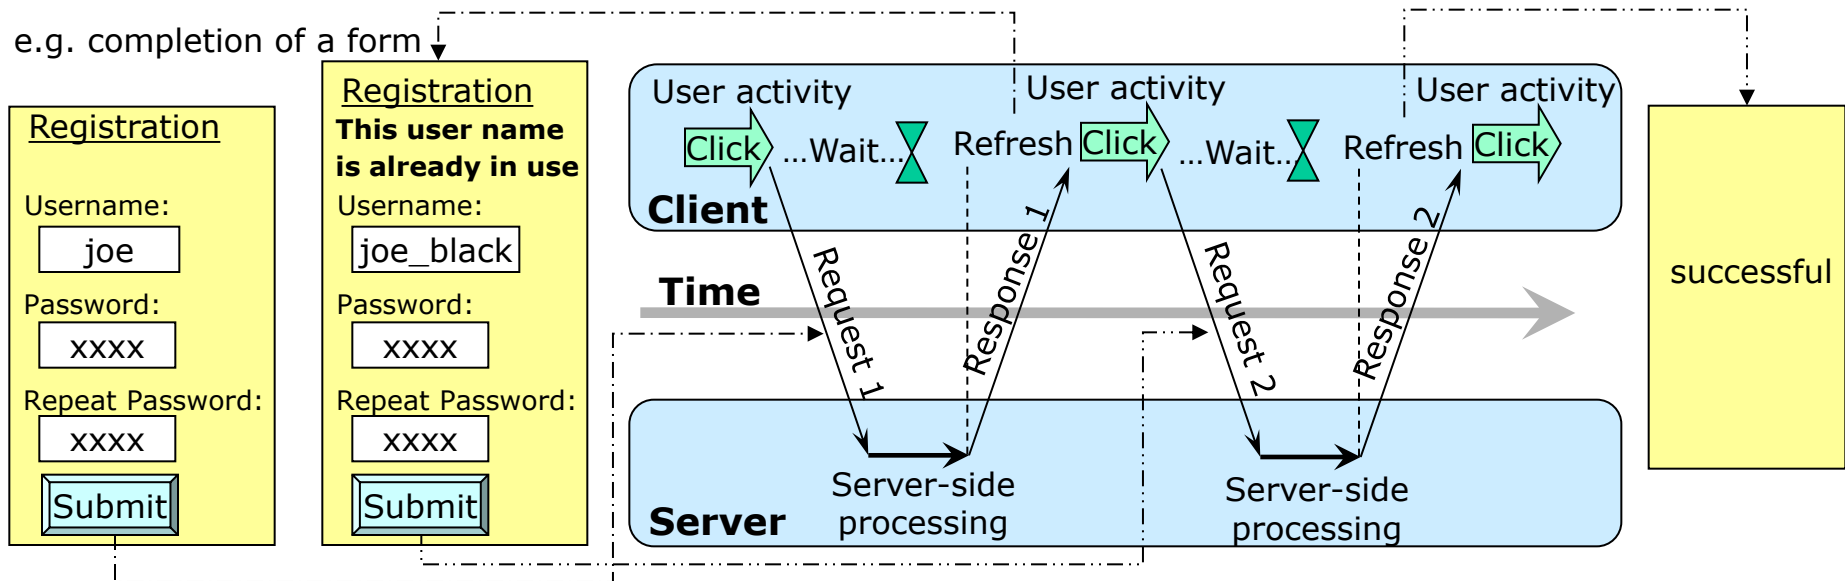 e.g. completion of a form
Registration
Username:
joe
Password:
xxxx
Repeat Password:
xxxx
Submit
Registration
This user name
is already in use
Username:
joe_black
Password:
xxxx
Repeat Password:
xxxx
Submit
User activity
User activity
User activity
Click
...Wait...
Refresh
Click
...Wait...
Refresh
Click
Client
Request 1
Response 1
Request 2
Response 2
Time
Server-side
processing
Server-side
processing
Server
successful